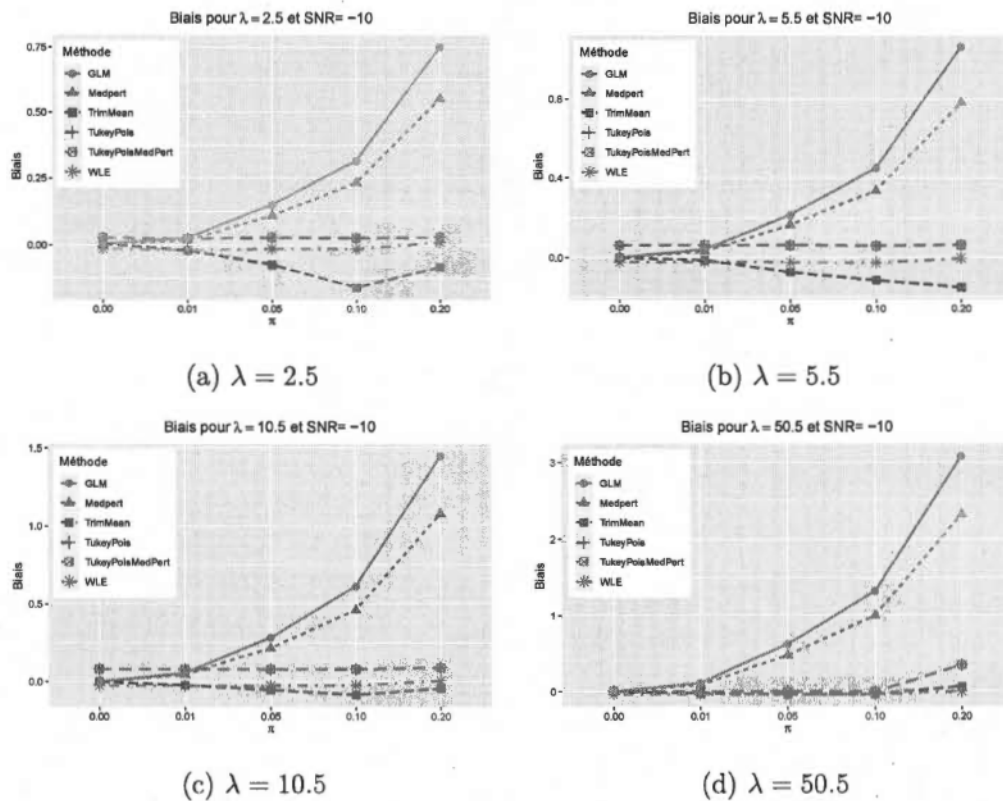 Biais pour λ = 2.5 et SNR= −10
Biais
0.75
0.50
0.25
0.00
Méthode
GLM
Medpert
TrimMean
TukeyPois
TukeyPoisMedPert
WLE
0.00 0.01 0.05 0.10 0.20
π
(a) λ = 2.5
Biais pour λ = 5.5 et SNR= −10
Biais
0.8
0.4
0.0
Méthode
GLM
Medpert
TrimMean
TukeyPois
TukeyPoisMedPert
WLE
0.00 0.01 0.05 0.10 0.20
π
(b) λ = 5.5
Biais pour λ = 10.5 et SNR= −10
Biais
1.5
1.0
0.5
0.0
Méthode
GLM
Medpert
TrimMean
TukeyPois
TukeyPoisMedPert
WLE
0.00 0.01 0.05 0.10 0.20
π
(c) λ = 10.5
Biais pour λ = 50.5 et SNR= −10
Biais
3
2
1
0
Méthode
GLM
Medpert
TrimMean
TukeyPois
TukeyPoisMedPert
WLE
0.00 0.01 0.05 0.10 0.20
π
(d) λ = 50.5